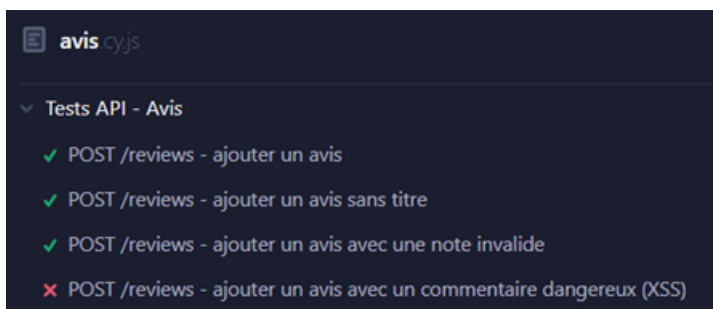 avis.cy.js
Tests API - Avis
POST /reviews - ajouter un avis
POST /reviews - ajouter un avis sans titre
POST /reviews - ajouter un avis avec une note invalide
POST /reviews - ajouter un avis avec un commentaire dangereux (XSS)